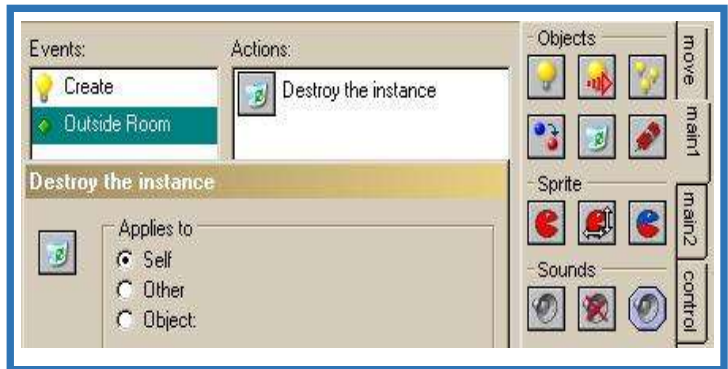 Events:
Actions:
Create
Outside Room
Destroy the instance
Destroy the instance
Applies to
Self
Other
Object:
Objects
Sprite
Sounds
move
main1
main2
control